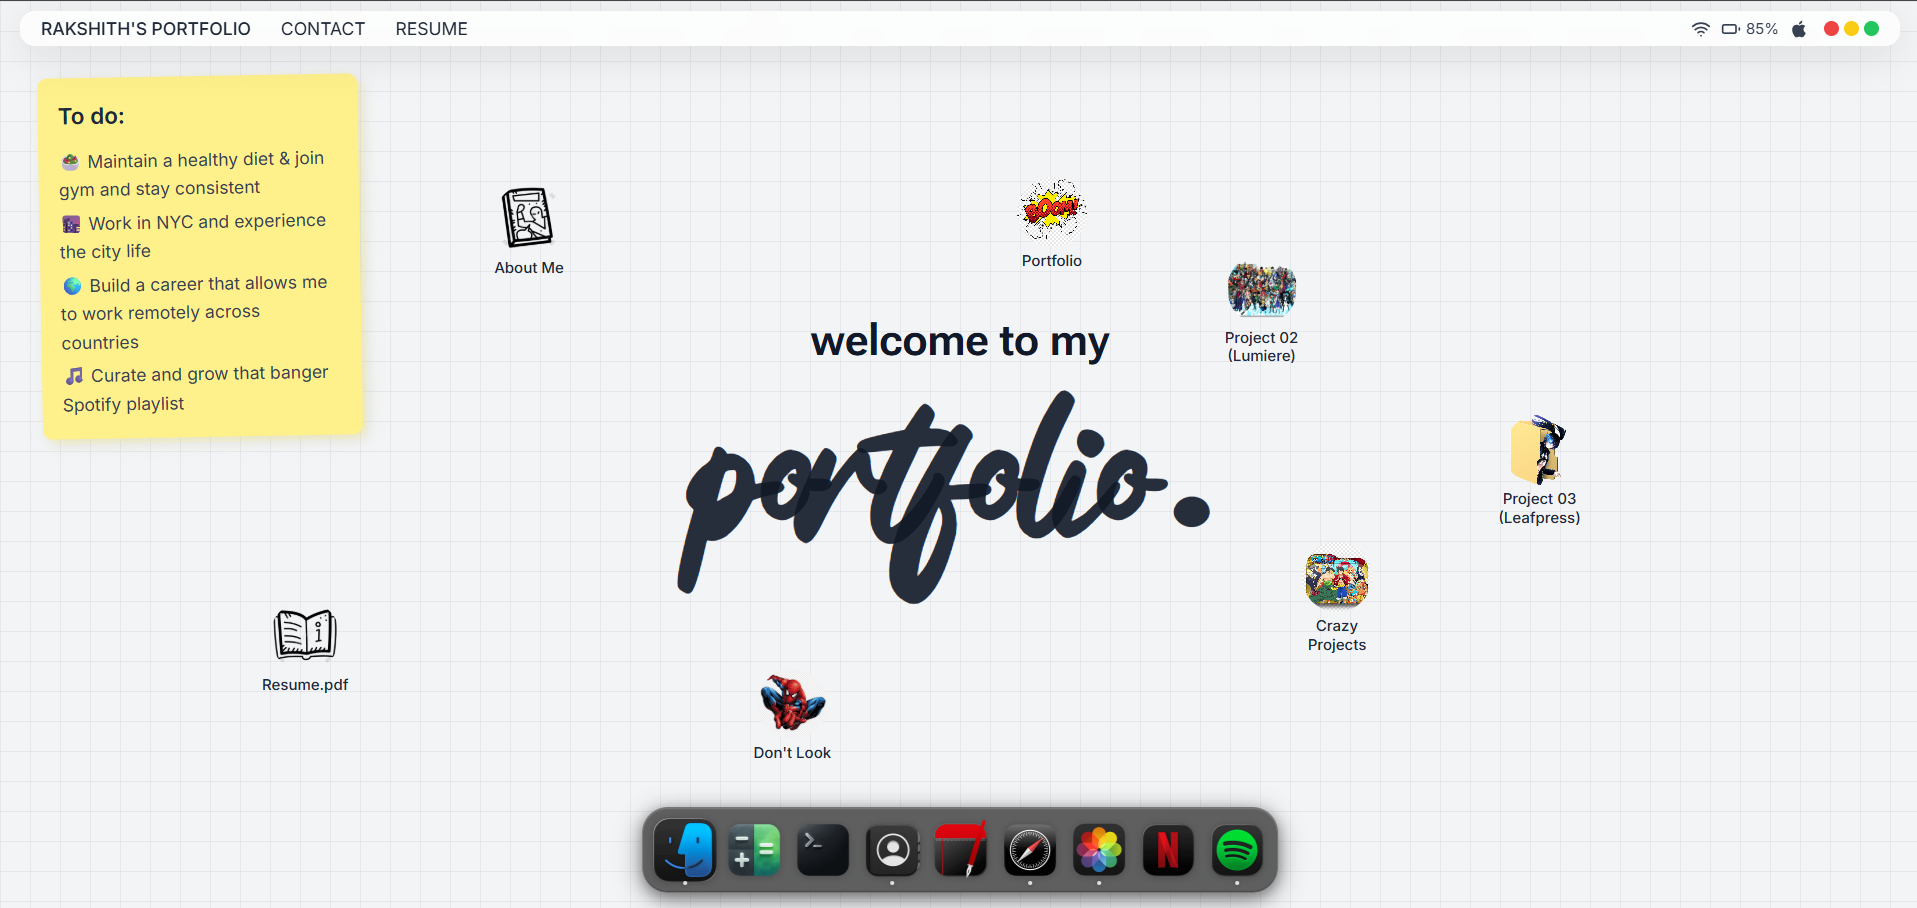 RAKSHITH'S PORTFOLIO CONTACT RESUME 85%
To do:
🥗 Maintain a healthy diet & join
gym and stay consistent
🌆 Work in NYC and experience
the city life
🌍 Build a career that allows me
to work remotely across
countries
🎵 Curate and grow that banger
Spotify playlist
About Me
BOOM!
Portfolio
Project 02
(Lumiere)
welcome to my
portfolio.
Project 03
(Leafpress)
Crazy
Projects
i
Resume.pdf
Don't Look
>_
N